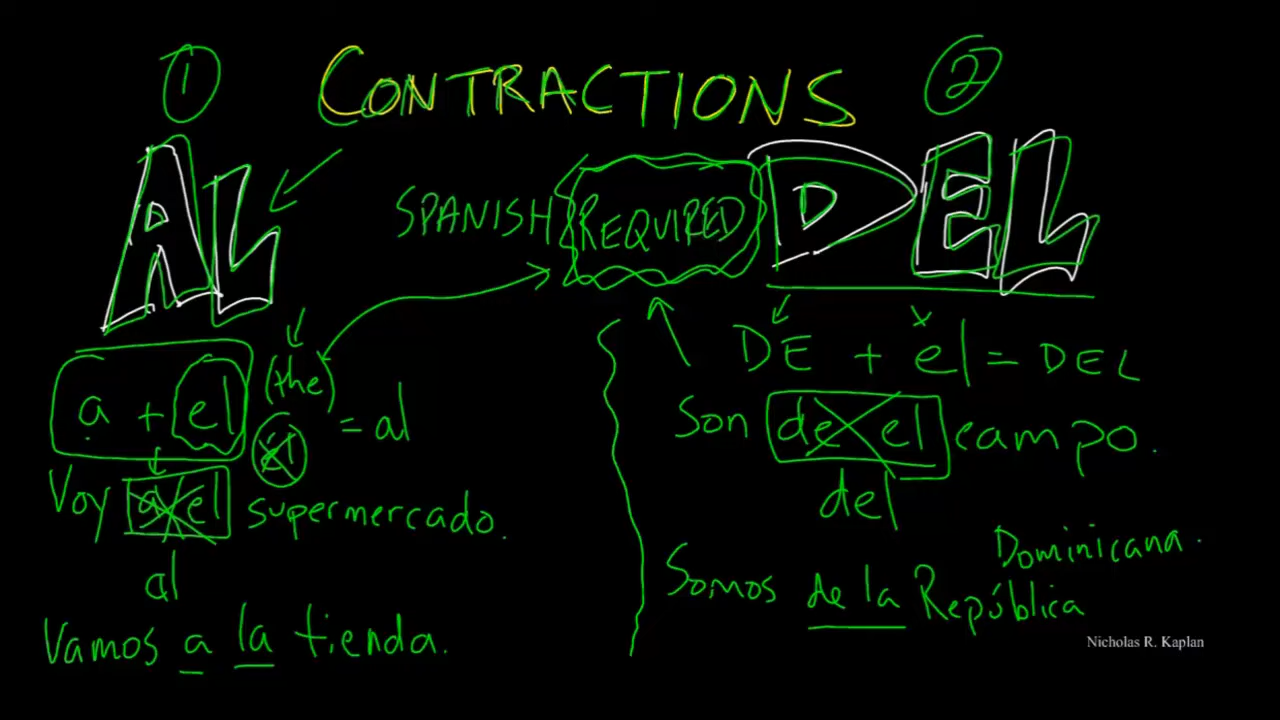 1 CONTRACTIONS 2
AL
SPANISH REQUIRED
DEL
a + el (the) = al
él
Voy a el supermercado.
al
Vamos a la tienda.
DE + el = DEL
Son de el campo.
del
Somos de la República Dominicana.
Nicholas R. Kaplan